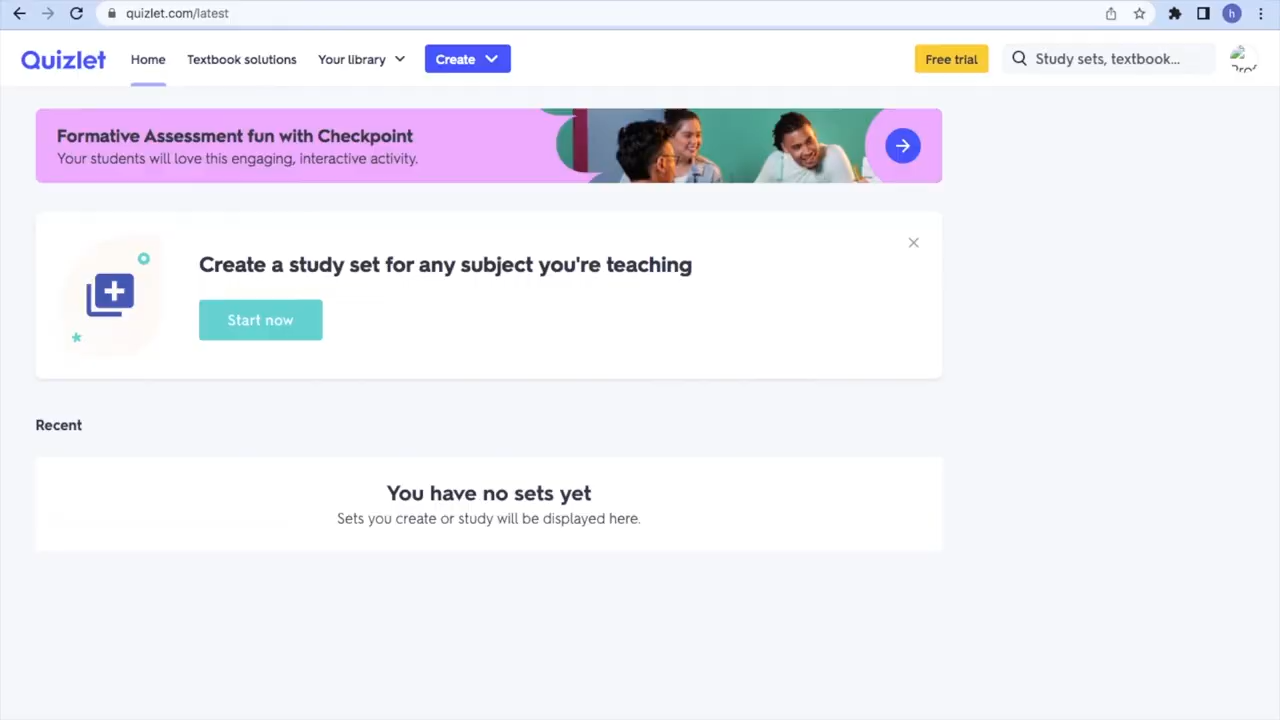 quizlet.com/latest
h
Quizlet
Home
Textbook solutions
Your library
Create
Free trial
Study sets, textbook...
Formative Assessment fun with Checkpoint
Your students will love this engaging, interactive activity.
Create a study set for any subject you're teaching
Start now
Recent
You have no sets yet
Sets you create or study will be displayed here.